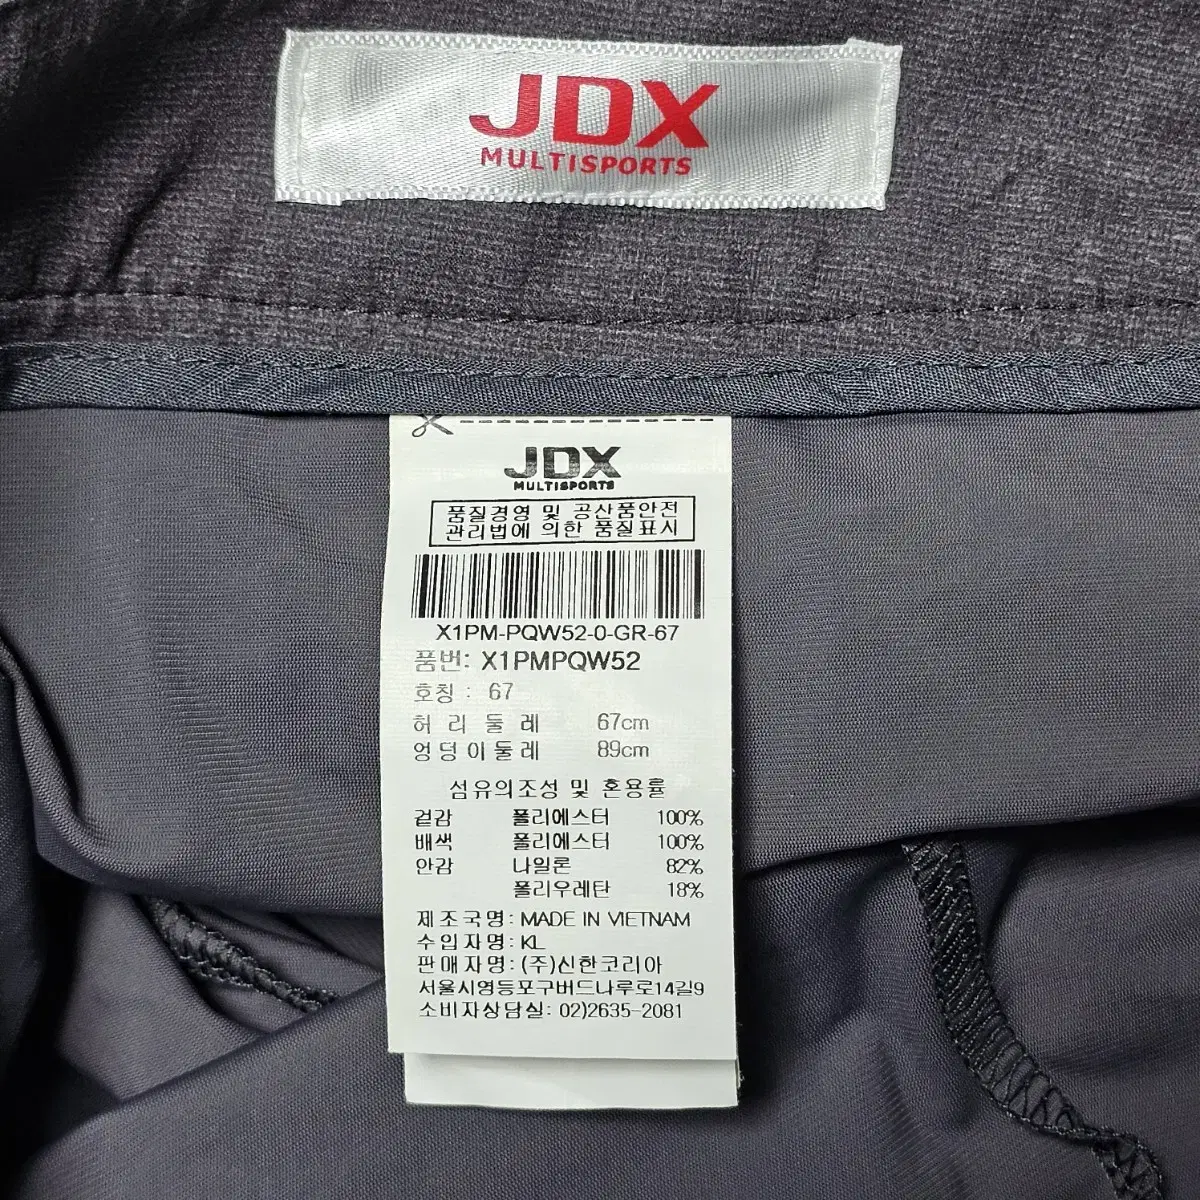 JDX
MULTISPORTS
JDX
MULTISPORTS
품질경영 및 공산품안전
관리법에 의한 품질표시
X1PM-PQW52-0-GR-67
품번: X1PMPQW52
호칭 : 67
허 리 둘 레 67cm
엉덩이둘레 89cm
섬유의조성 및 혼용률
겉감 폴리에스터 100%
배색 폴리에스터 100%
안감 나일론 82%
폴리우레탄 18%
제조국명: MADE IN VIETNAM
수입자명: KL
판매자명: (주)신한코리아
서울시영등포구버드나루로14길9
소비자상담실: 02)2635-2081